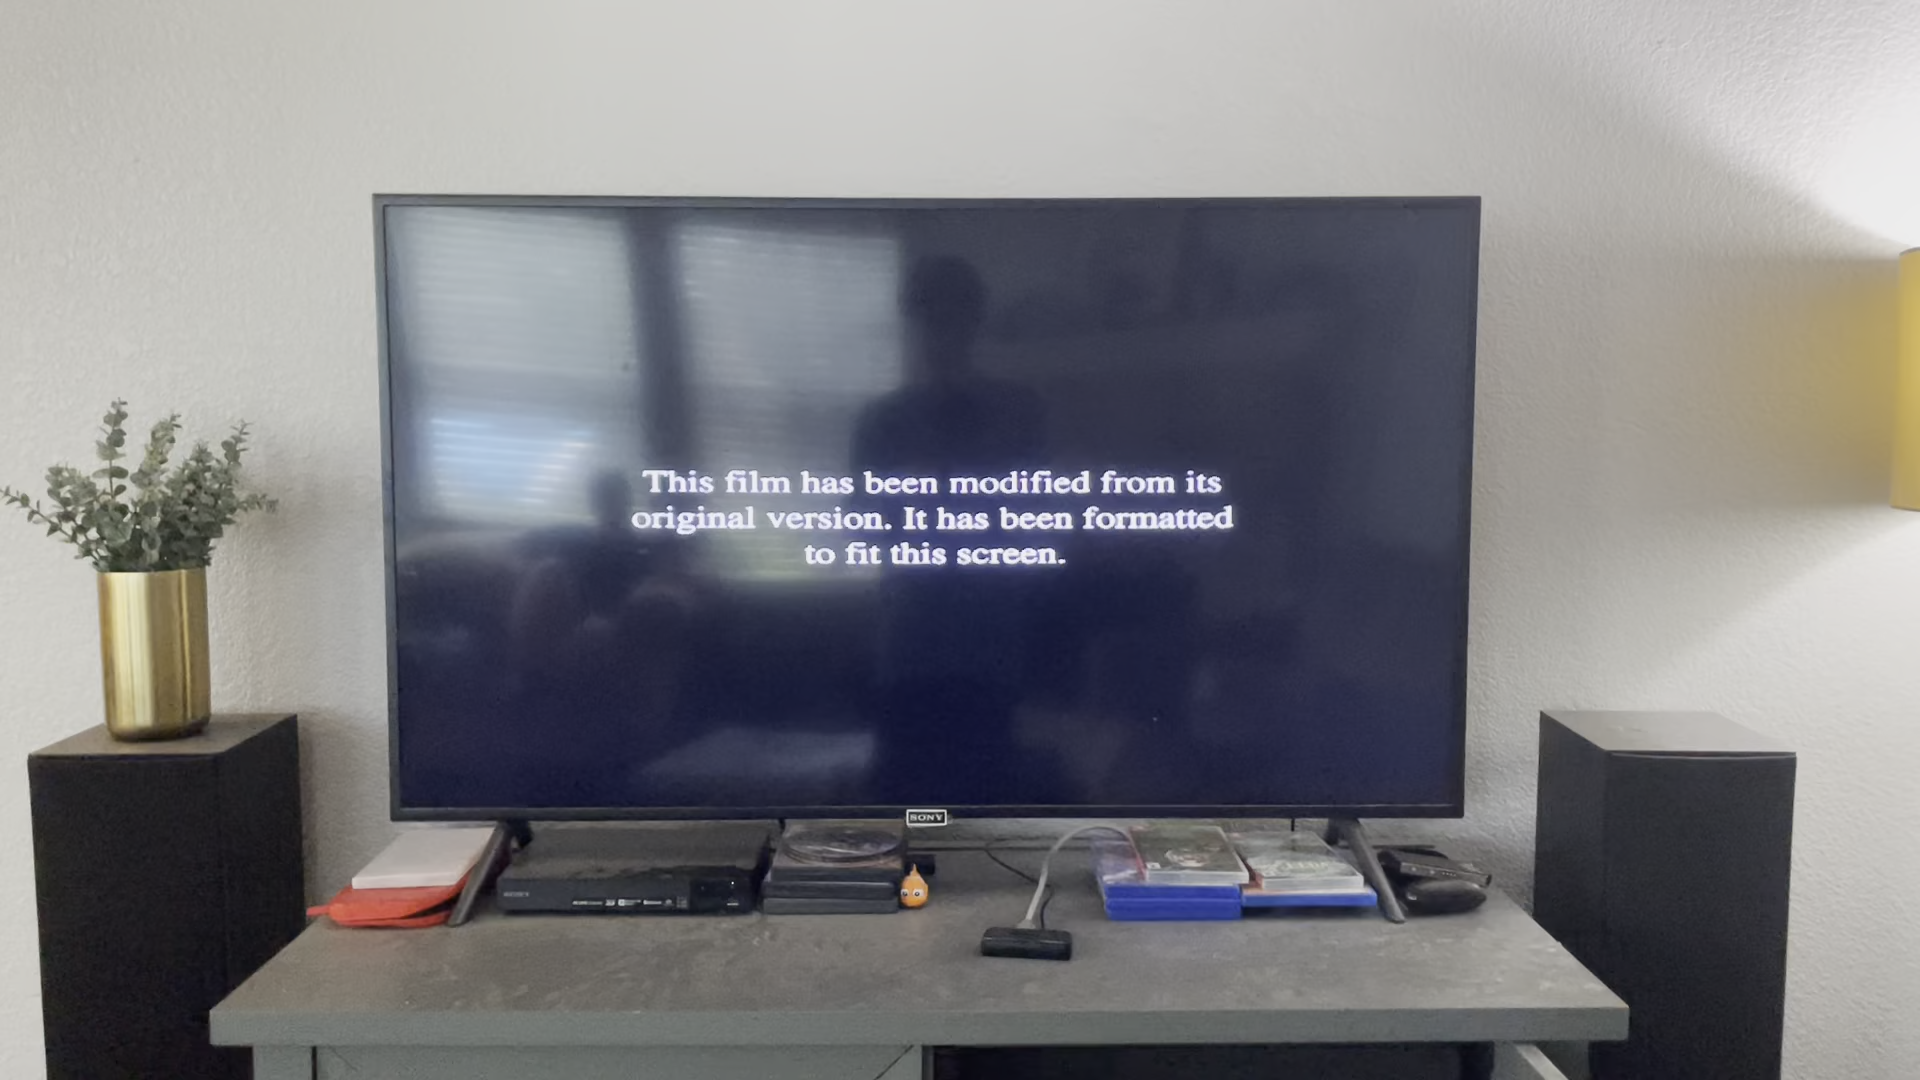 This film has been modified from its
original version. It has been formatted
to fit this screen.
SONY